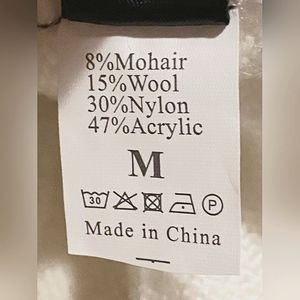 8%Mohair
15%Wool
30%Nylon
47%Acrylic
M
30 P
Made in China